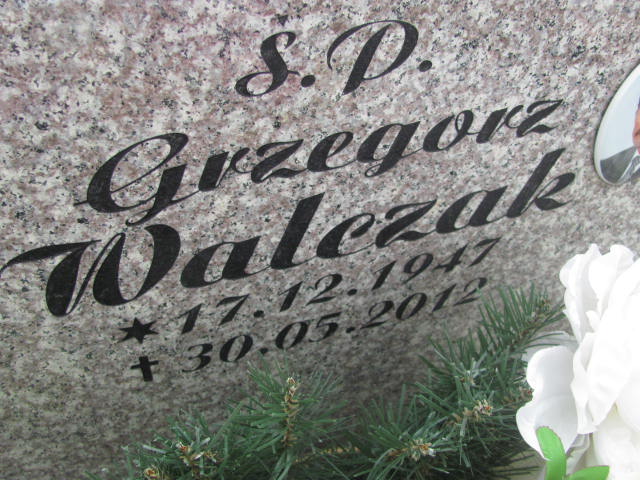 Ś.P.
Grzegorz
Walczak
★ 17.12.1947
✝ 30.05.2012